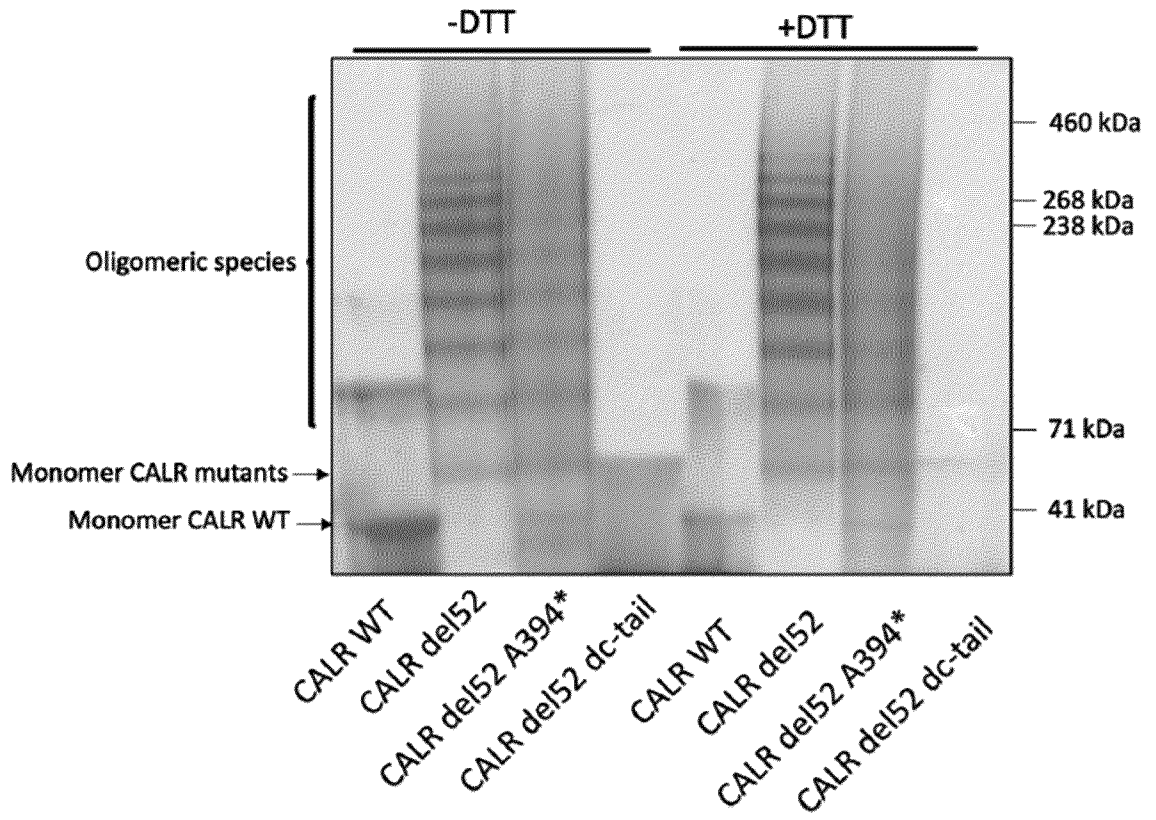 -DTT
+DTT
460 kDa
268 kDa
238 kDa
Oligomeric species
71 kDa
Monomer CALR mutants
41 kDa
Monomer CALR WT
CALR WT
CALR del52
CALR del52 A394*
CALR del52 dc-tail
CALR WT
CALR del52
CALR del52 A394*
CALR del52 dc-tail